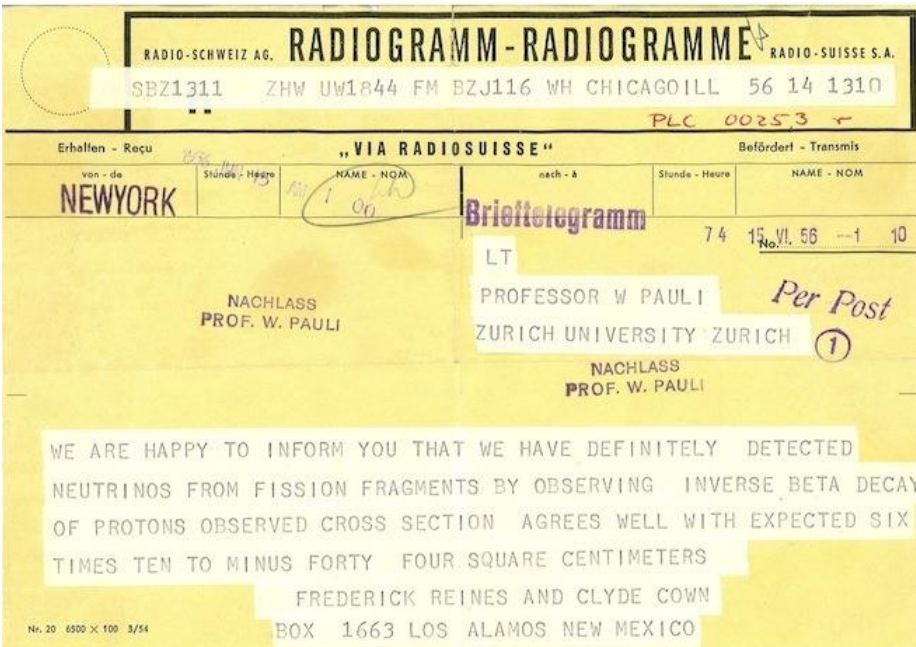 RADIO-SCHWEIZ AG. RADIOGRAMM-RADIOGRAMME RADIO-SUISSE S.A.
SBZ1311 ZHW UW1844 FM BZJ116 WH CHICAGOILL 56 14 1310
PLC 00253 r
Erhalten - Reçu „VIA RADIOSUISSE“ Befördert - Transmis
von - de Stunde - Heure NAME - NOM nach - à Stunde - Heure NAME - NOM
NEWYORK
Brieftelegramm
74 15. VI. 56 --1 10
No.
LT
PROFESSOR W PAULI
Per Post
ZURICH UNIVERSITY ZURICH
1
NACHLASS
PROF. W. PAULI
NACHLASS
PROF. W. PAULI
WE ARE HAPPY TO INFORM YOU THAT WE HAVE DEFINITELY DETECTED
NEUTRINOS FROM FISSION FRAGMENTS BY OBSERVING INVERSE BETA DECAY
OF PROTONS OBSERVED CROSS SECTION AGREES WELL WITH EXPECTED SIX
TIMES TEN TO MINUS FORTY FOUR SQUARE CENTIMETERS
FREDERICK REINES AND CLYDE COWN
BOX 1663 LOS ALAMOS NEW MEXICO
Nr. 20 6500 × 100 3/54